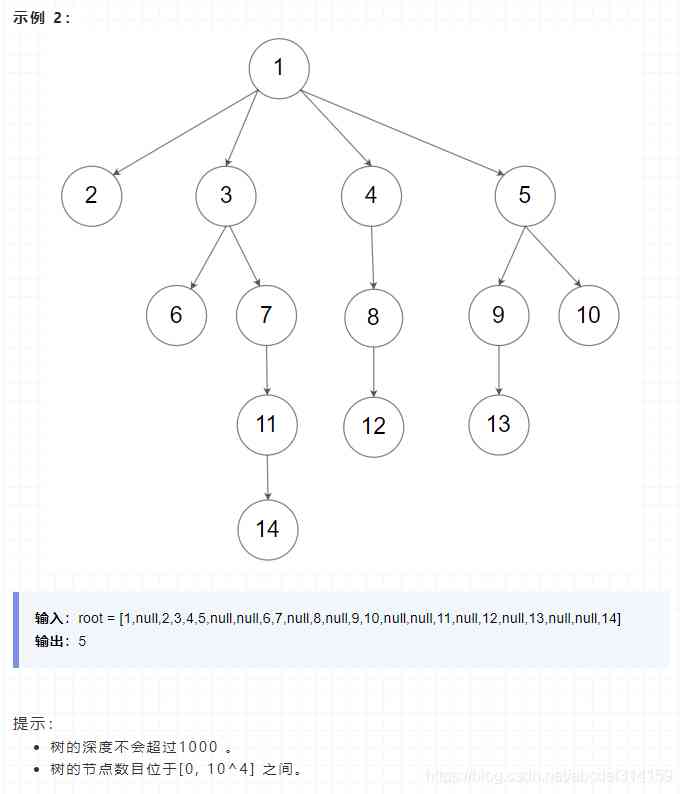 示例 2：
1
2 3 4 5
6 7 8 9 10
11 12 13
14
输入：root = [1,null,2,3,4,5,null,null,6,7,null,8,null,9,10,null,null,11,null,12,null,13,null,null,14]
输出：5
提示：
树的深度不会超过1000 。
树的节点数目位于[0, 10^4] 之间。
https://blog.csdn.net/abcdef314159